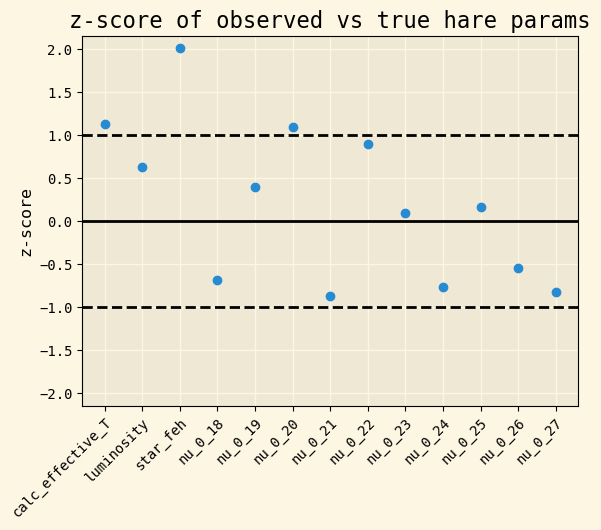 z-score of observed vs true hare params
z-score
2.0
1.5
1.0
0.5
0.0
−0.5
−1.0
−1.5
−2.0
calc_effective_T
luminosity
star_feh
nu_0_18
nu_0_19
nu_0_20
nu_0_21
nu_0_22
nu_0_23
nu_0_24
nu_0_25
nu_0_26
nu_0_27